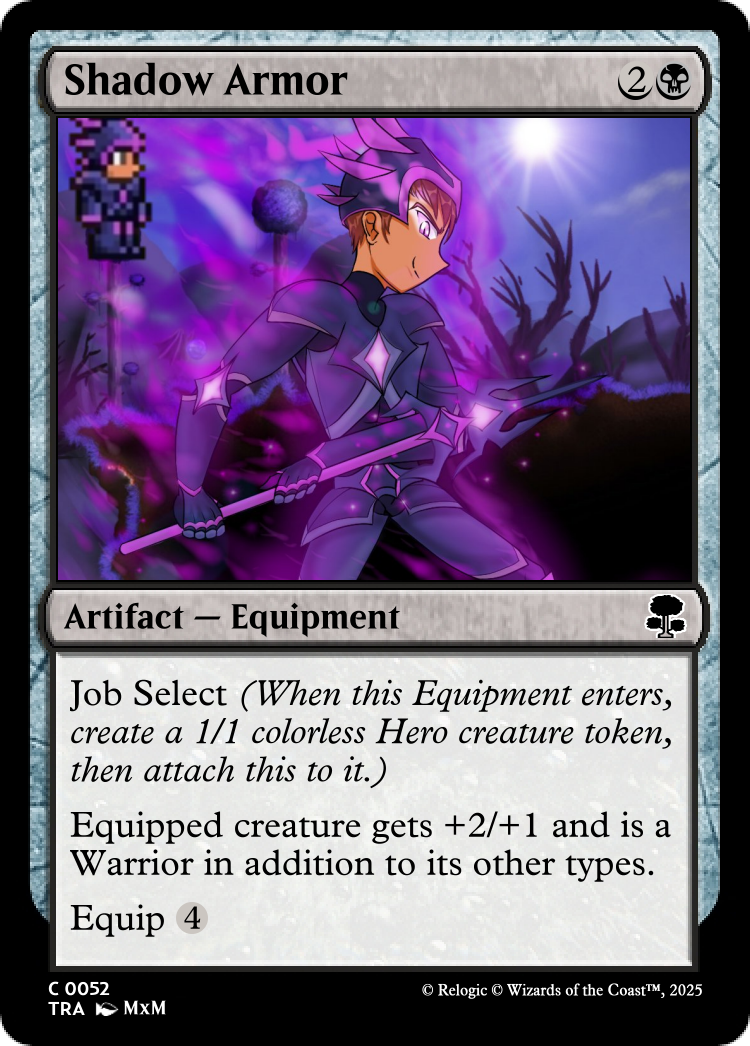 Shadow Armor 2
Artifact — Equipment
Job Select (When this Equipment enters,
create a 1/1 colorless Hero creature token,
then attach this to it.)
Equipped creature gets +2/+1 and is a
Warrior in addition to its other types.
Equip 4
C 0052
TRA MxM
© Relogic © Wizards of the Coast™, 2025